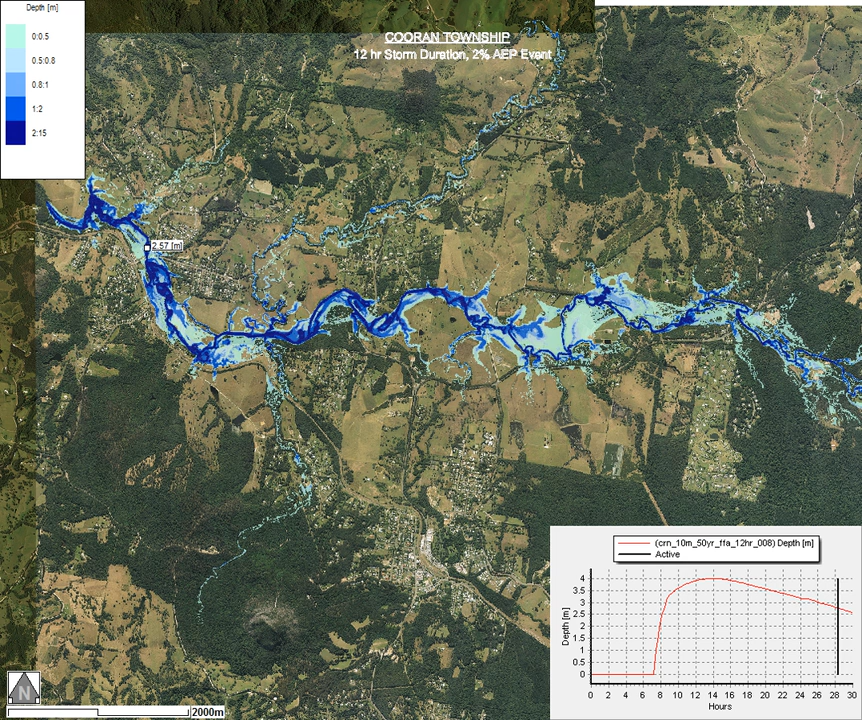 Depth [m]
0:0.5
0.5:0.8
0.8:1
1:2
2:15
COORAN TOWNSHIP
12 hr Storm Duration, 2% AEP Evant
2.57 [m]
(crn_10m_50yr_ffa_12hr_008) Depth [m]
Active
Depth [m]
4
3.5
3
2.5
2
1.5
1
0.5
0
0 2 4 6 8 10 12 14 16 18 20 22 24 26 28 30
Hours
N
2000m